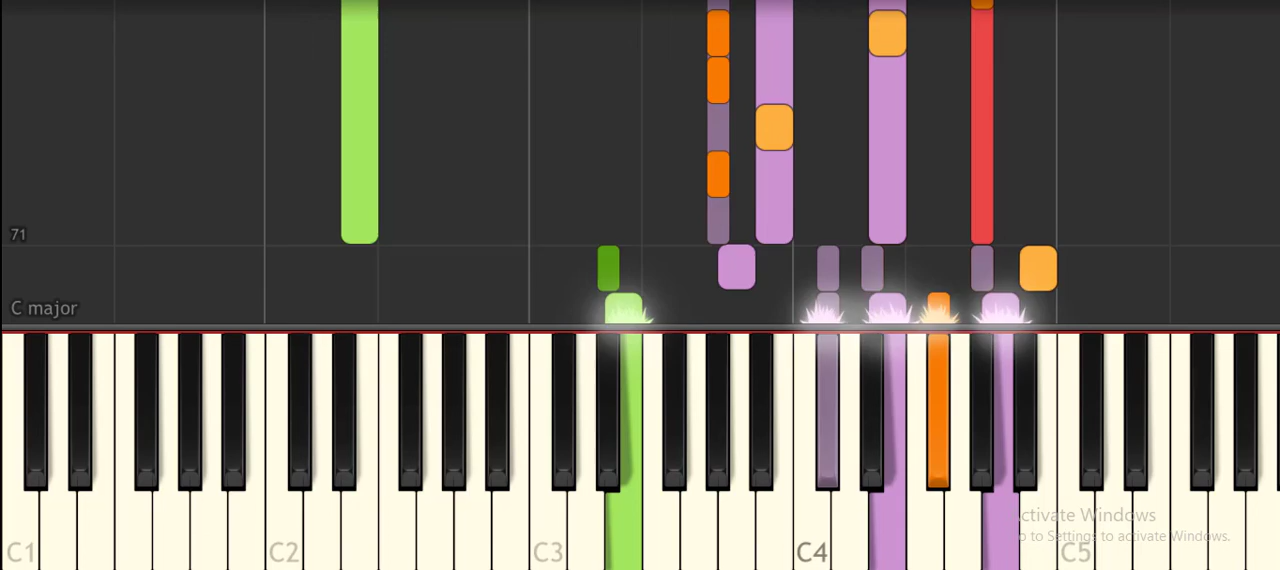 71
C major
C1
C2
C3
C4
C5
ctivate Windows
o to Settings to activate Windows.